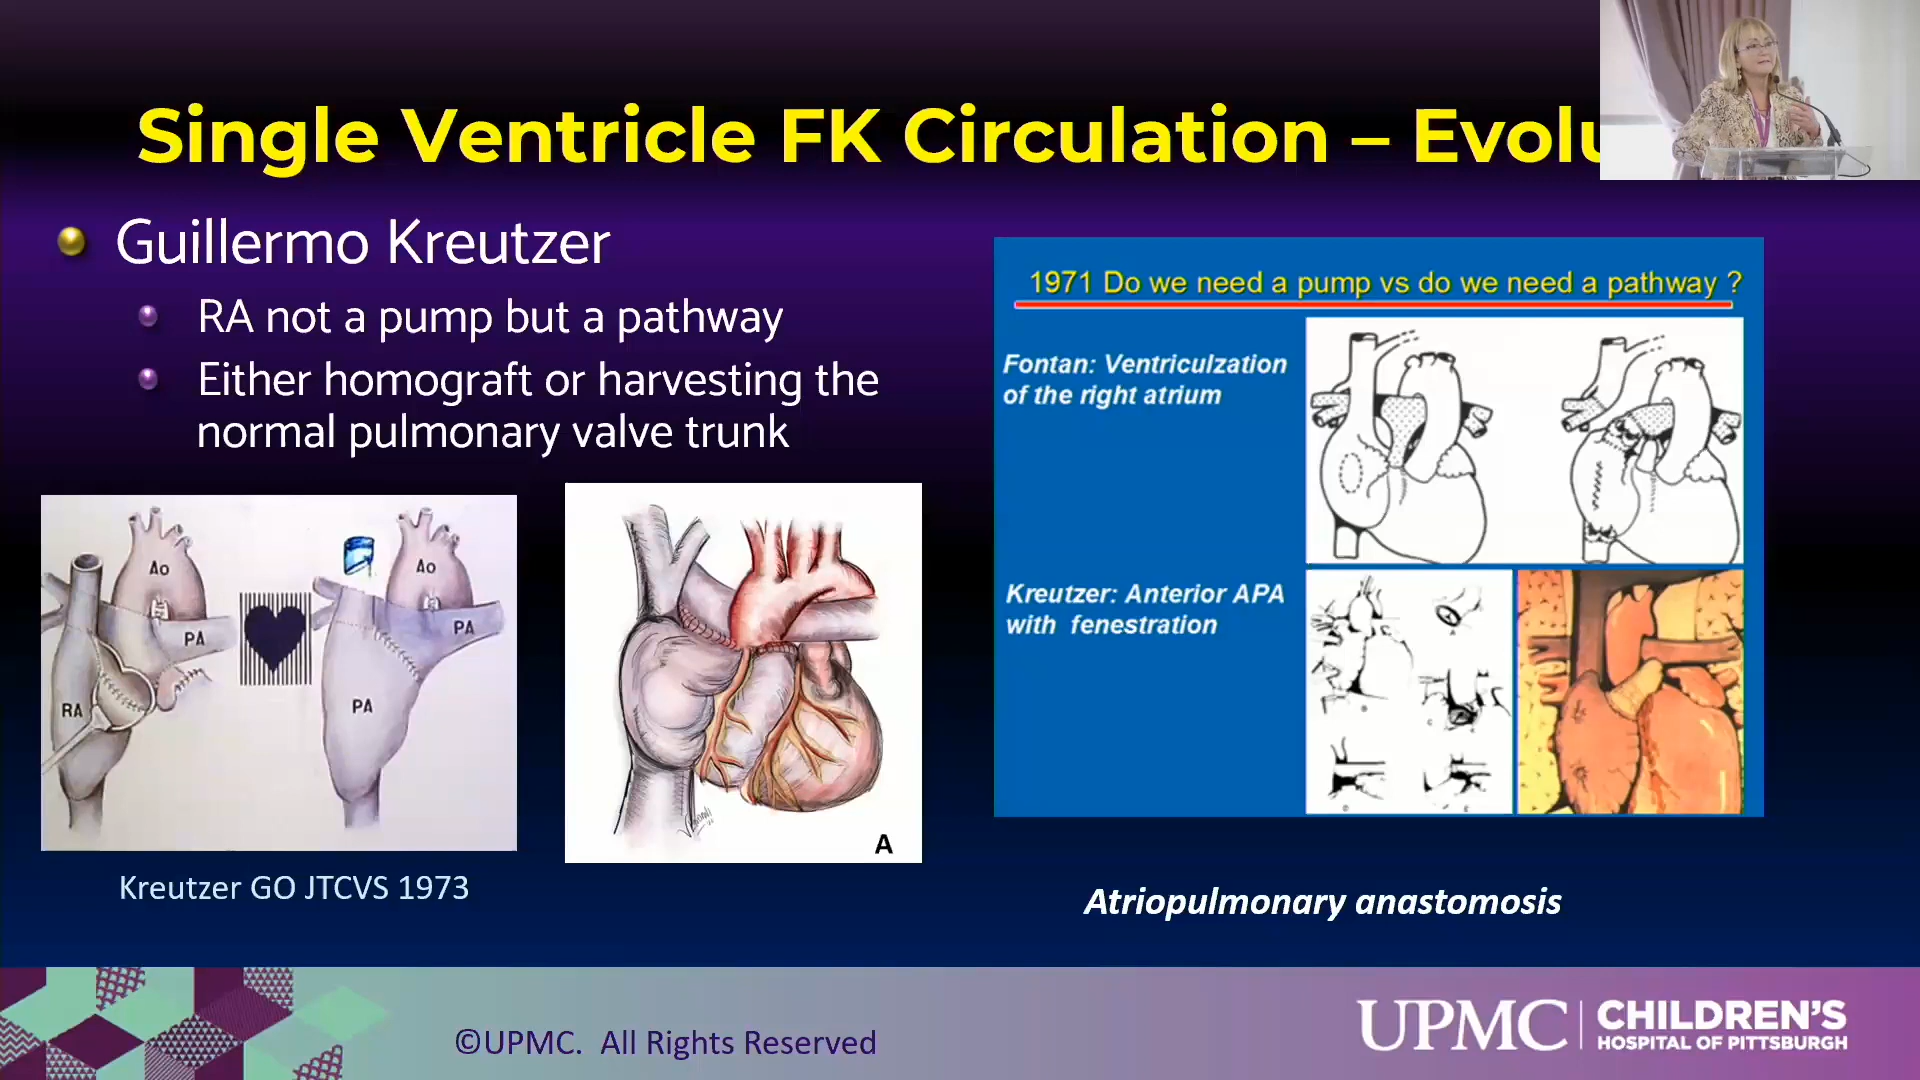 Single Ventricle FK Circulation – Evolu
Guillermo Kreutzer
RA not a pump but a pathway
Either homograft or harvesting the
normal pulmonary valve trunk
Ao
PA
RA
Ao
PA
PA
A
Kreutzer GO JTCVS 1973
1971 Do we need a pump vs do we need a pathway ?
Fontan: Ventriculzation
of the right atrium
Kreutzer: Anterior APA
with fenestration
Atriopulmonary anastomosis
©UPMC. All Rights Reserved
UPMC | CHILDREN'S
HOSPITAL OF PITTSBURGH